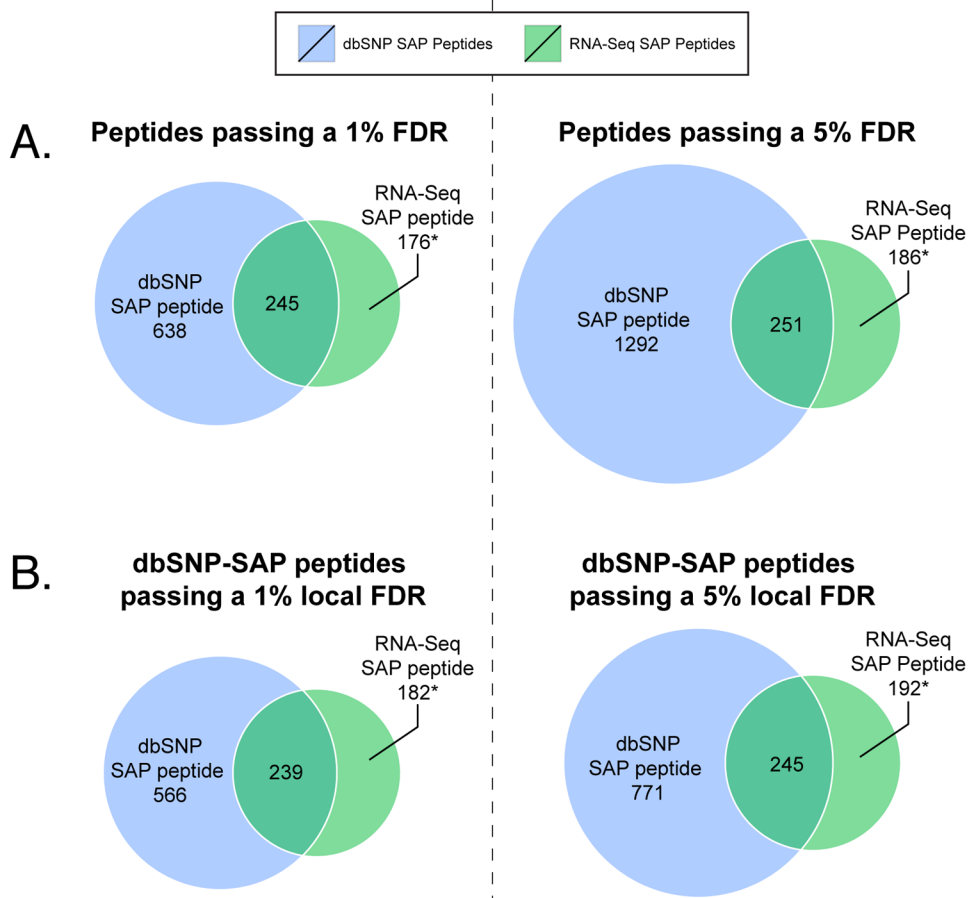 dbSNP SAP Peptides
RNA-Seq SAP Peptides
A.
Peptides passing a 1% FDR
RNA-Seq
SAP peptide
176*
dbSNP
SAP peptide
638
245
Peptides passing a 5% FDR
RNA-Seq
SAP Peptide
186*
dbSNP
SAP peptide
1292
251
B.
dbSNP-SAP peptides
passing a 1% local FDR
RNA-Seq
SAP peptide
182*
dbSNP
SAP peptide
566
239
dbSNP-SAP peptides
passing a 5% local FDR
RNA-Seq
SAP Peptide
192*
dbSNP
SAP peptide
771
245